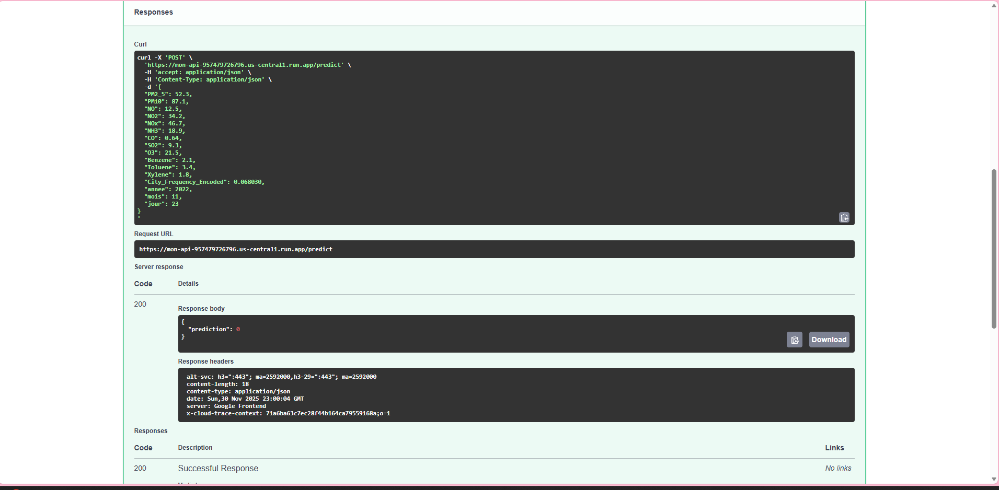 Responses
Curl
curl -X 'POST' \
'https://mon-api-957479726796.us-central1.run.app/predict' \
-H 'accept: application/json' \
-H 'Content-Type: application/json' \
-d '{
"PM2_5": 52.3,
"PM10": 87.1,
"NO": 12.5,
"NO2": 34.2,
"NOx": 46.7,
"NH3": 18.9,
"CO": 0.64,
"SO2": 9.3,
"O3": 21.5,
"Benzene": 2.1,
"Toluene": 3.4,
"Xylene": 1.8,
"City_Frequency_Encoded": 0.068030,
"annee": 2022,
"mois": 11,
"jour": 23
}
'
Request URL
https://mon-api-957479726796.us-central1.run.app/predict
Server response
Code Details
200
Response body
{
"prediction": 0
}
Download
Response headers
alt-svc: h3=":443"; ma=2592000,h3-29=":443"; ma=2592000
content-length: 18
content-type: application/json
date: Sun,30 Nov 2025 23:00:04 GMT
server: Google Frontend
x-cloud-trace-context: 71a6ba63c7ec28f44b164ca79559168a;o=1
Responses
Code Description Links
200 Successful Response No links